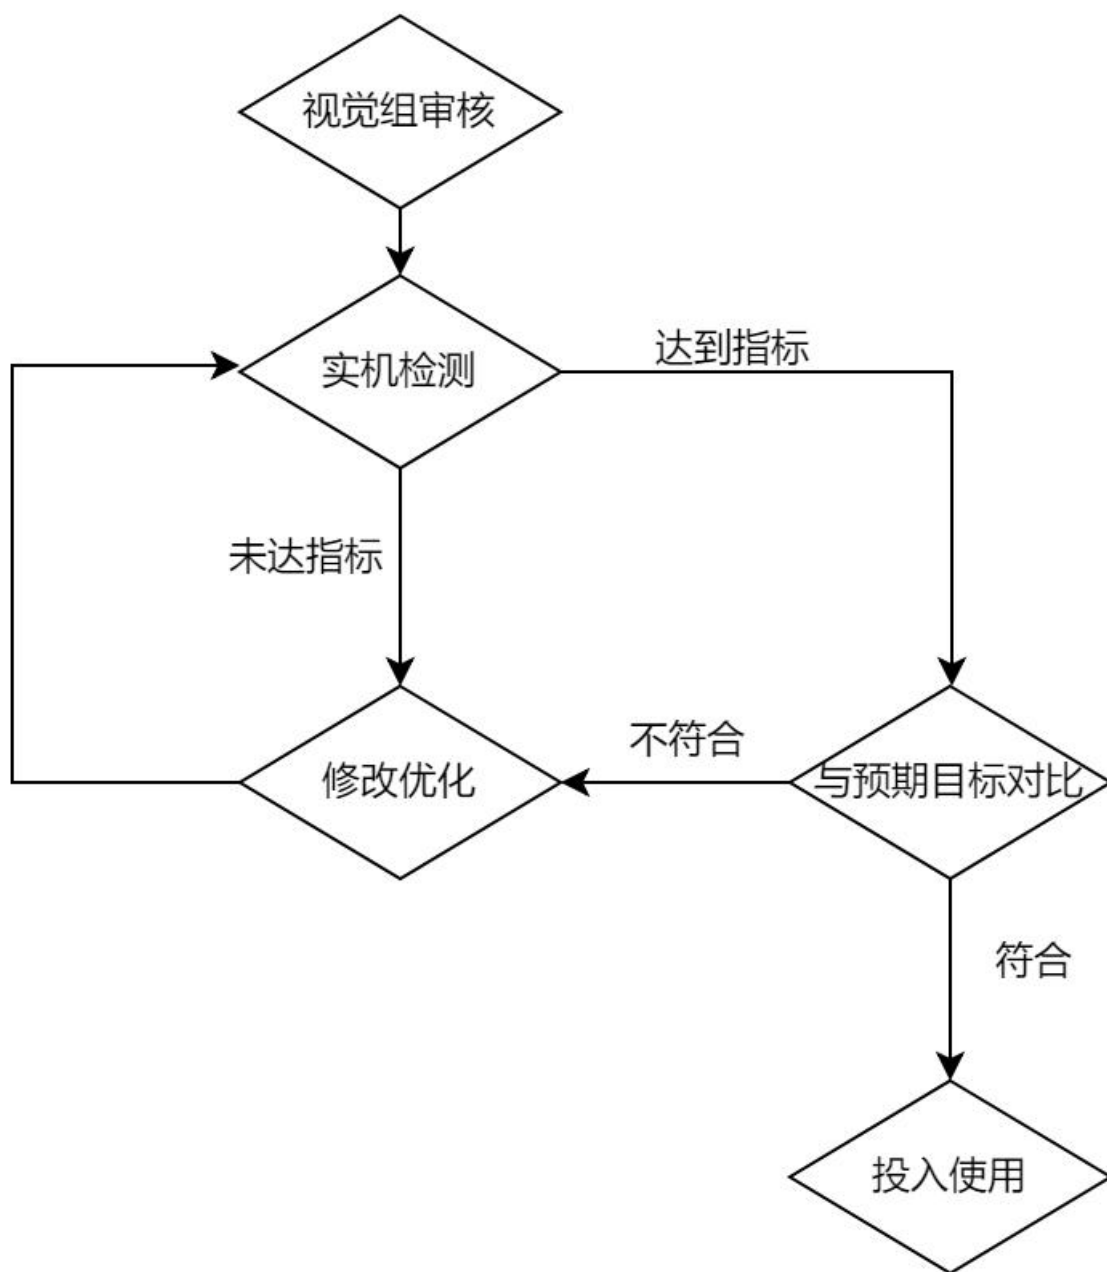 视觉组审核
达到指标
实机检测
未达指标
不符合
修改优化
与预期目标对比
符合
投入使用